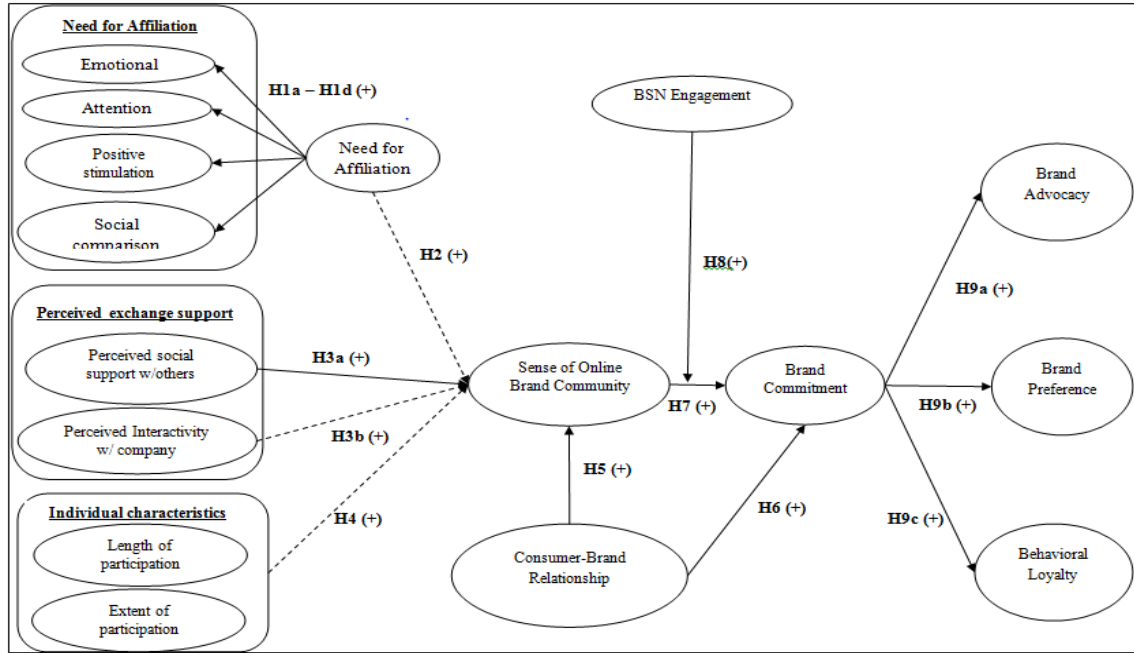 Need for Affiliation
Emotional
Attention
Positive
stimulation
Social
comparison
H1a – H1d (+)
Need for
Affiliation
BSN Engagement
Brand
Advocacy
H2 (+)
H8(+)
H9a (+)
Perceived exchange support
Perceived social
support w/others
H3a (+)
Sense of Online
Brand Community
H7 (+)
Brand
Commitment
H9b (+)
Brand
Preference
Perceived Interactivity
w/ company
H3b (+)
H5 (+)
H6 (+)
H9c (+)
Individual characteristics
Length of
participation
Extent of
participation
H4 (+)
Consumer-Brand
Relationship
Behavioral
Loyalty